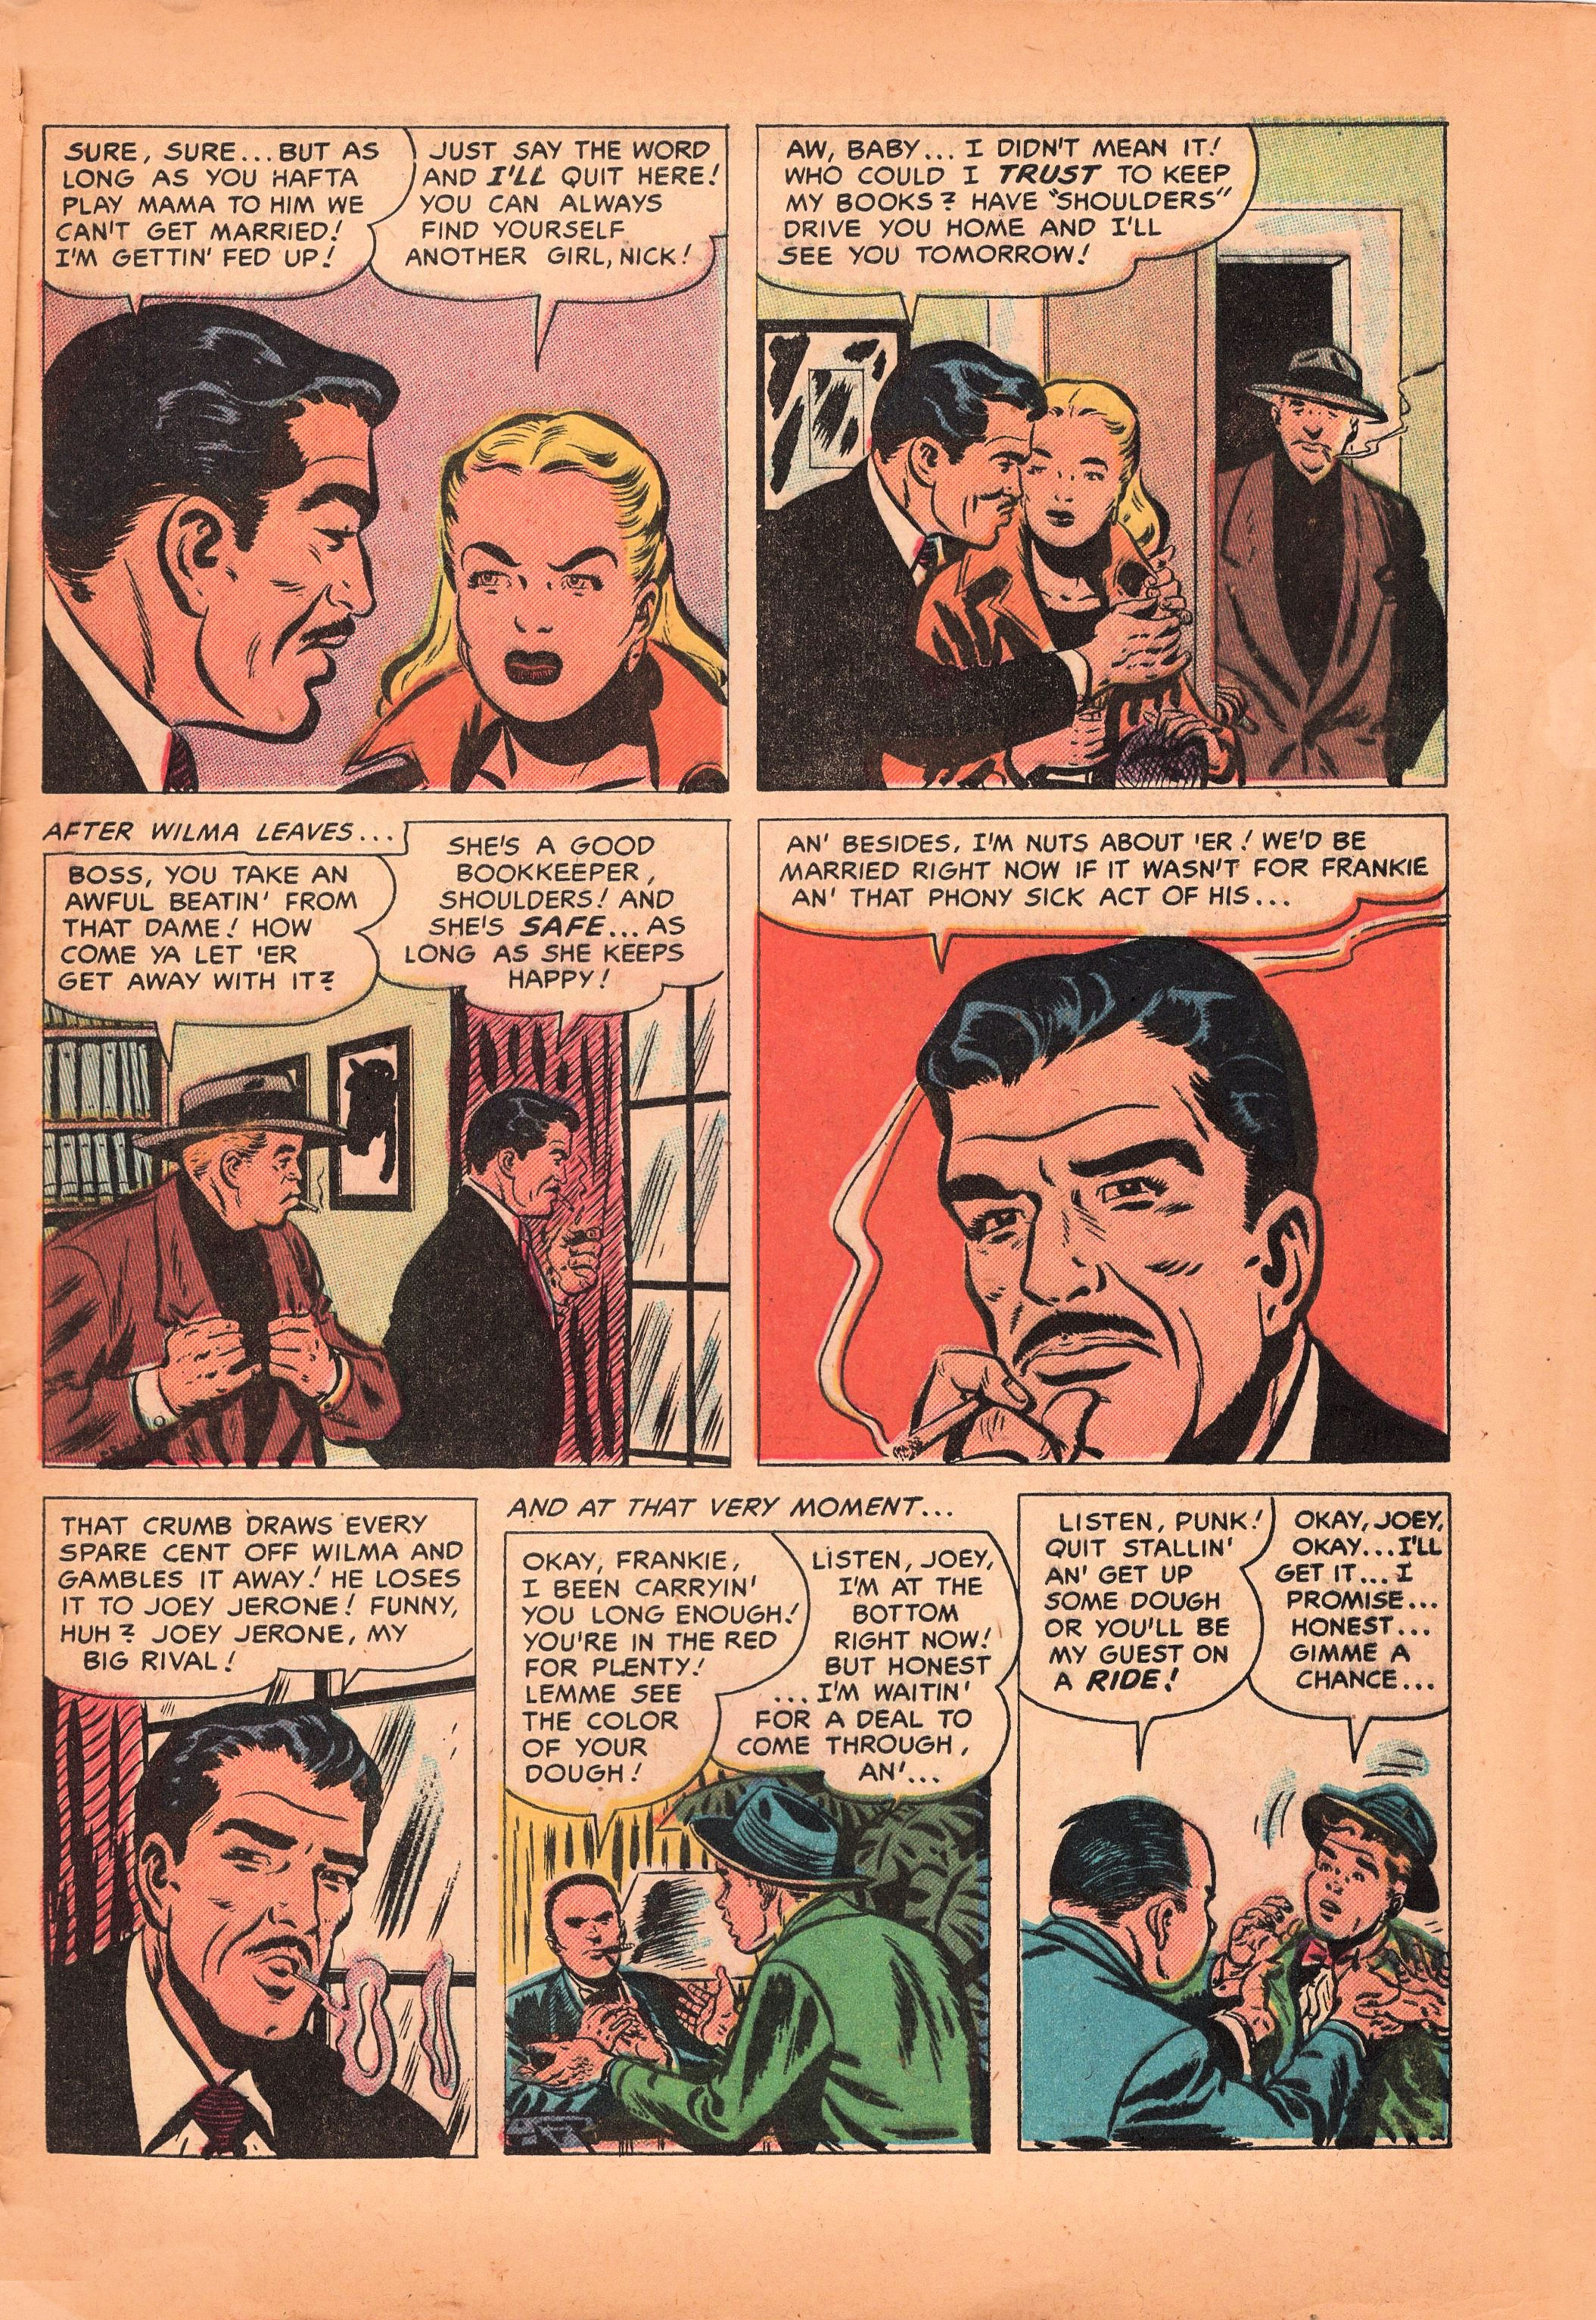 SURE, SURE...BUT AS
LONG AS YOU HAFTA
PLAY MAMA TO HIM WE
CAN'T GET MARRIED!
I'M GETTIN' FED UP!
JUST SAY THE WORD
AND I'LL QUIT HERE!
YOU CAN ALWAYS
FIND YOURSELF
ANOTHER GIRL, NICK!
AW, BABY... I DIDN'T MEAN IT!
WHO COULD I TRUST TO KEEP
MY BOOKS? HAVE "SHOULDERS"
DRIVE YOU HOME AND I'LL
SEE YOU TOMORROW!
AFTER WILMA LEAVES...
BOSS, YOU TAKE AN
AWFUL BEATIN' FROM
THAT DAME! HOW
COME YA LET 'ER
GET AWAY WITH IT?
SHE'S A GOOD
BOOKKEEPER,
SHOULDERS! AND
SHE'S SAFE... AS
LONG AS SHE KEEPS
HAPPY!
AN' BESIDES, I'M NUTS ABOUT 'ER! WE'D BE
MARRIED RIGHT NOW IF IT WASN'T FOR FRANKIE
AN' THAT PHONY SICK ACT OF HIS...
THAT CRUMB DRAWS EVERY
SPARE CENT OFF WILMA AND
GAMBLES IT AWAY! HE LOSES
IT TO JOEY JERONE! FUNNY,
HUH? JOEY JERONE, MY
BIG RIVAL!
AND AT THAT VERY MOMENT...
OKAY, FRANKIE,
I BEEN CARRYIN'
YOU LONG ENOUGH!
YOU'RE IN THE RED
FOR PLENTY!
LEMME SEE
THE COLOR
OF YOUR
DOUGH!
LISTEN, JOEY,
I'M AT THE
BOTTOM
RIGHT NOW!
BUT HONEST
...I'M WAITIN'
FOR A DEAL TO
COME THROUGH,
AN'...
LISTEN, PUNK!
QUIT STALLIN'
AN' GET UP
SOME DOUGH
OR YOU'LL BE
MY GUEST ON
A RIDE!
OKAY, JOEY,
OKAY...I'LL
GET IT... I
PROMISE...
HONEST...
GIMME A
CHANCE...